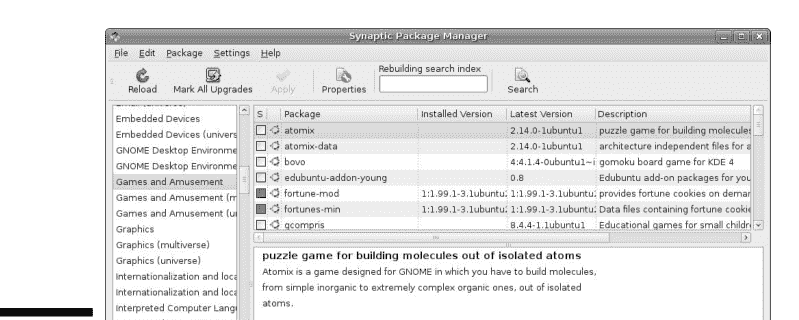 Synaptic Package Manager
File Edit Package Settings Help
Rebuilding search index
Reload Mark All Upgrades Apply Properties Search
S Package Installed Version Latest Version Description
Embedded Devices
Embedded Devices (univers
GNOME Desktop Environme
GNOME Desktop Environme
Games and Amusement
Games and Amusement (m
Games and Amusement (u
Graphics
Graphics (multiverse)
Graphics (universe)
Internationalization and loca
Internationalization and loca
Interpreted Computer Lang
atomix 2.14.0-1ubuntu1 puzzle game for building molecules
atomix-data 2.14.0-1ubuntu1 architecture independent files for a
bovo 4:4.1.4-0ubuntu1~i gomoku board game for KDE 4
edubuntu-addon-young 0.8 Edubuntu add-on packages for you
fortune-mod 1:1.99.1-3.1ubuntu 1:1.99.1-3.1ubuntu provides fortune cookies on deman
fortunes-min 1:1.99.1-3.1ubuntu 1:1.99.1-3.1ubuntu Data files containing fortune cookie
gcompris 8.4.4-1.1ubuntu1 Educational games for small childre
puzzle game for building molecules out of isolated atoms
Atomix is a game designed for GNOME in which you have to build molecules,
from simple inorganic to extremely complex organic ones, out of isolated
atoms.